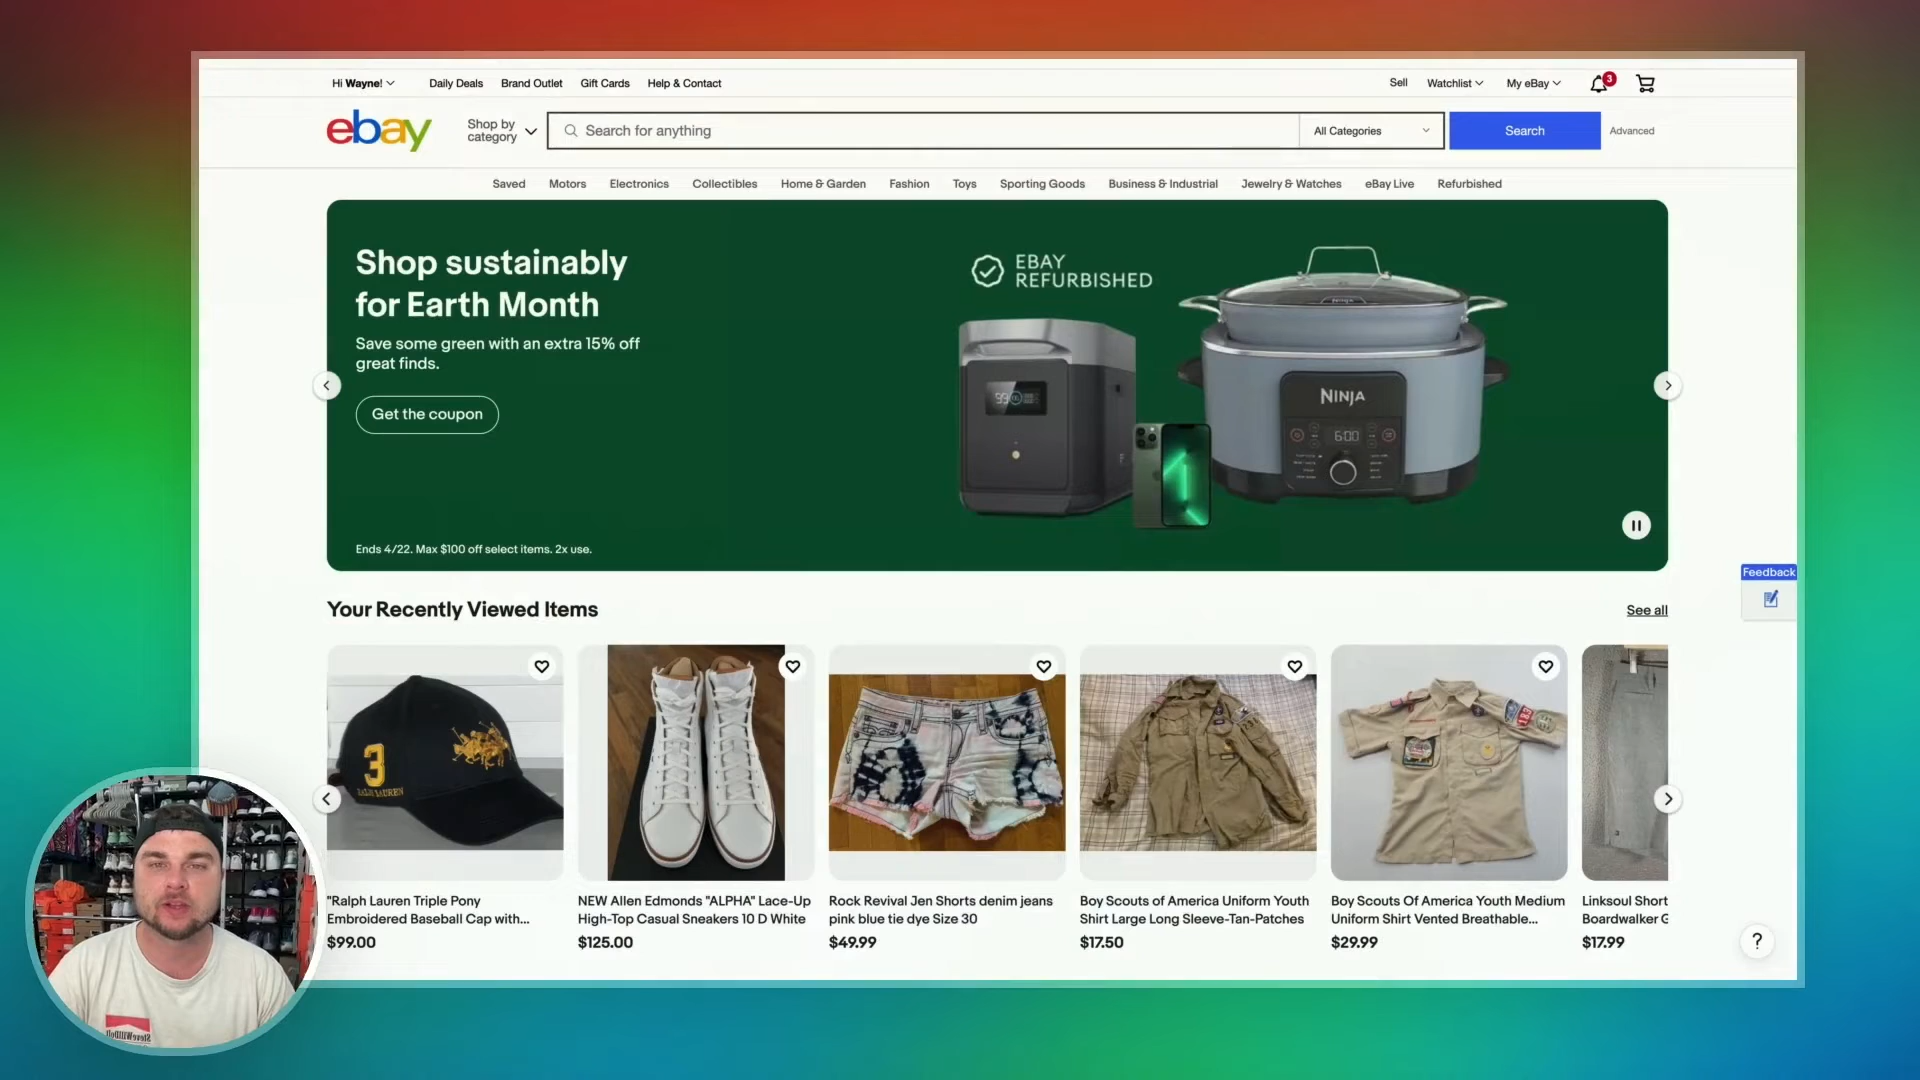 Hi Wayne!
Daily Deals
Brand Outlet
Gift Cards
Help & Contact
Sell
Watchlist
My eBay
3
ebay
Shop by
category
Search for anything
All Categories
Search
Advanced
Saved
Motors
Electronics
Collectibles
Home & Garden
Fashion
Toys
Sporting Goods
Business & Industrial
Jewelry & Watches
eBay Live
Refurbished
Shop sustainably
for Earth Month
Save some green with an extra 15% off
great finds.
Get the coupon
Ends 4/22. Max $100 off select items. 2x use.
EBAY
REFURBISHED
NINJA
6:00
Feedback
Your Recently Viewed Items
See all
3
RALPH LAUREN
"Ralph Lauren Triple Pony
Embroidered Baseball Cap with...
$99.00
NEW Allen Edmonds "ALPHA" Lace-Up
High-Top Casual Sneakers 10 D White
$125.00
Rock Revival Jen Shorts denim jeans
pink blue tie dye Size 30
$49.99
Boy Scouts of America Uniform Youth
Shirt Large Long Sleeve-Tan-Patches
$17.50
Boy Scouts Of America Youth Medium
Uniform Shirt Vented Breathable...
$29.99
Linksoul Short
Boardwalker G
$17.99
?